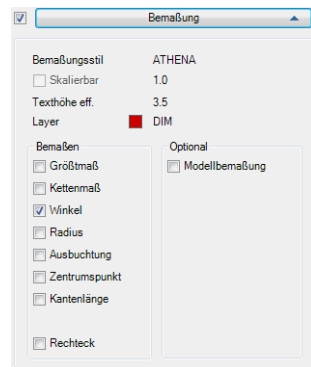 Bemaßung
Bemaßungsstil ATHENA
Skalierbar 1.0
Texthöhe eff. 3.5
Layer DIM
Bemaßen
Größtmaß
Kettenmaß
Winkel
Radius
Ausbuchtung
Zentrumspunkt
Kantenlänge
Rechteck
Optional
Modellbemaßung